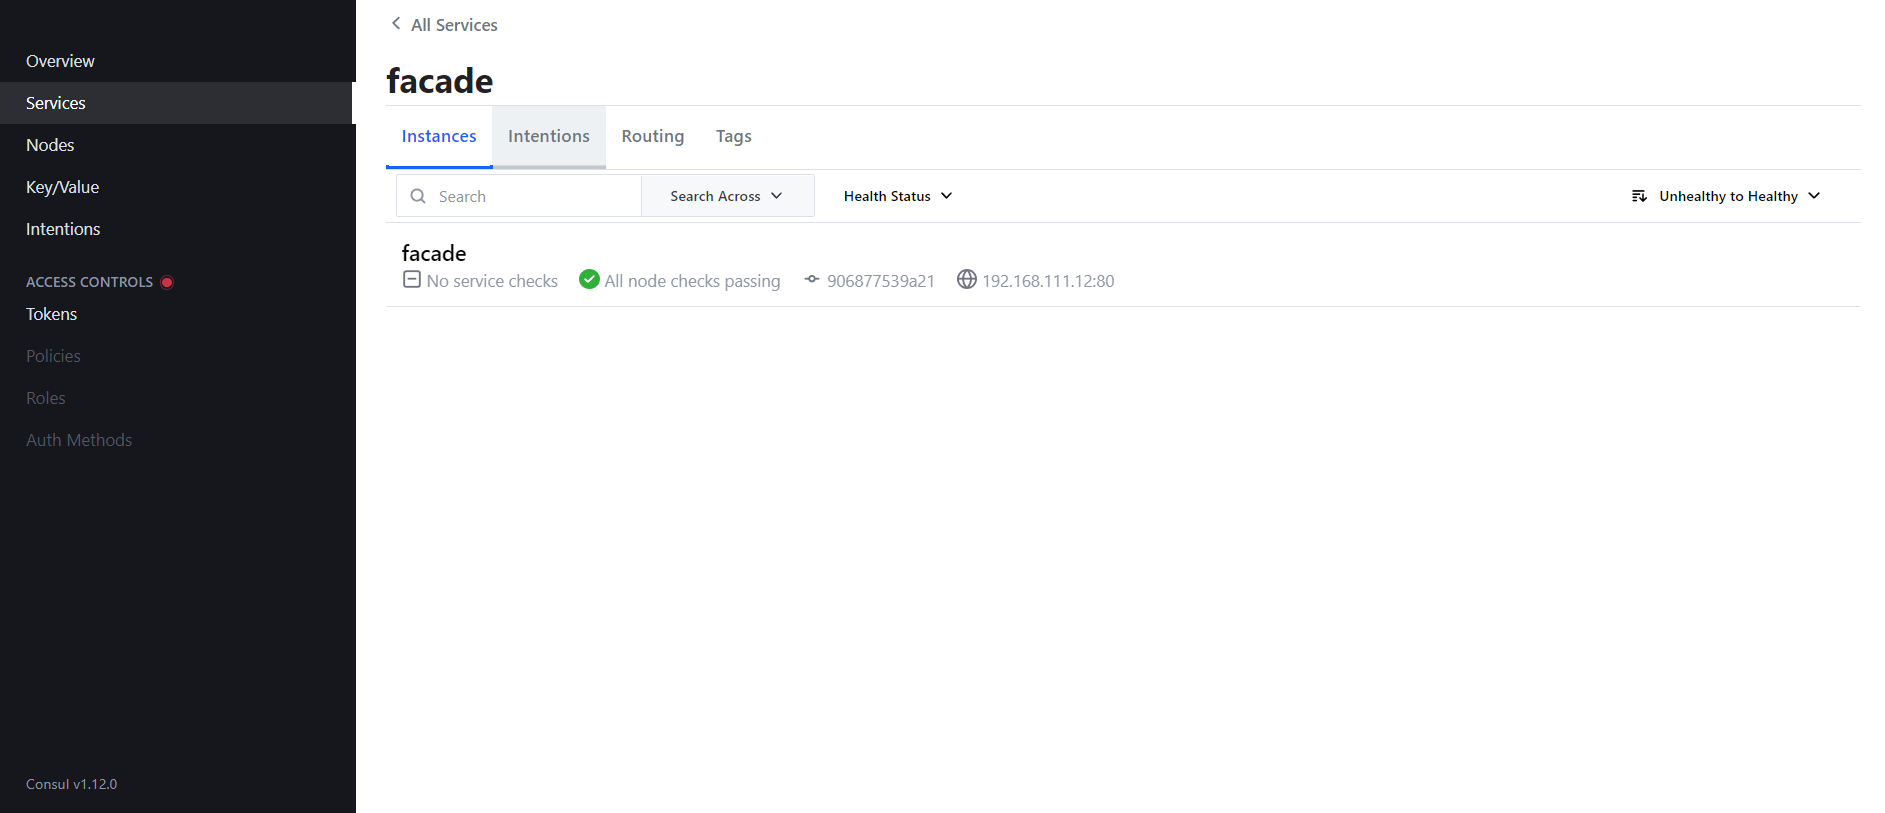 Overview
Services
Nodes
Key/Value
Intentions
ACCESS CONTROLS
Tokens
Policies
Roles
Auth Methods
Consul v1.12.0
All Services
facade
Instances Intentions Routing Tags
Search Search Across Health Status Unhealthy to Healthy
facade
No service checks All node checks passing 906877539a21 192.168.111.12:80